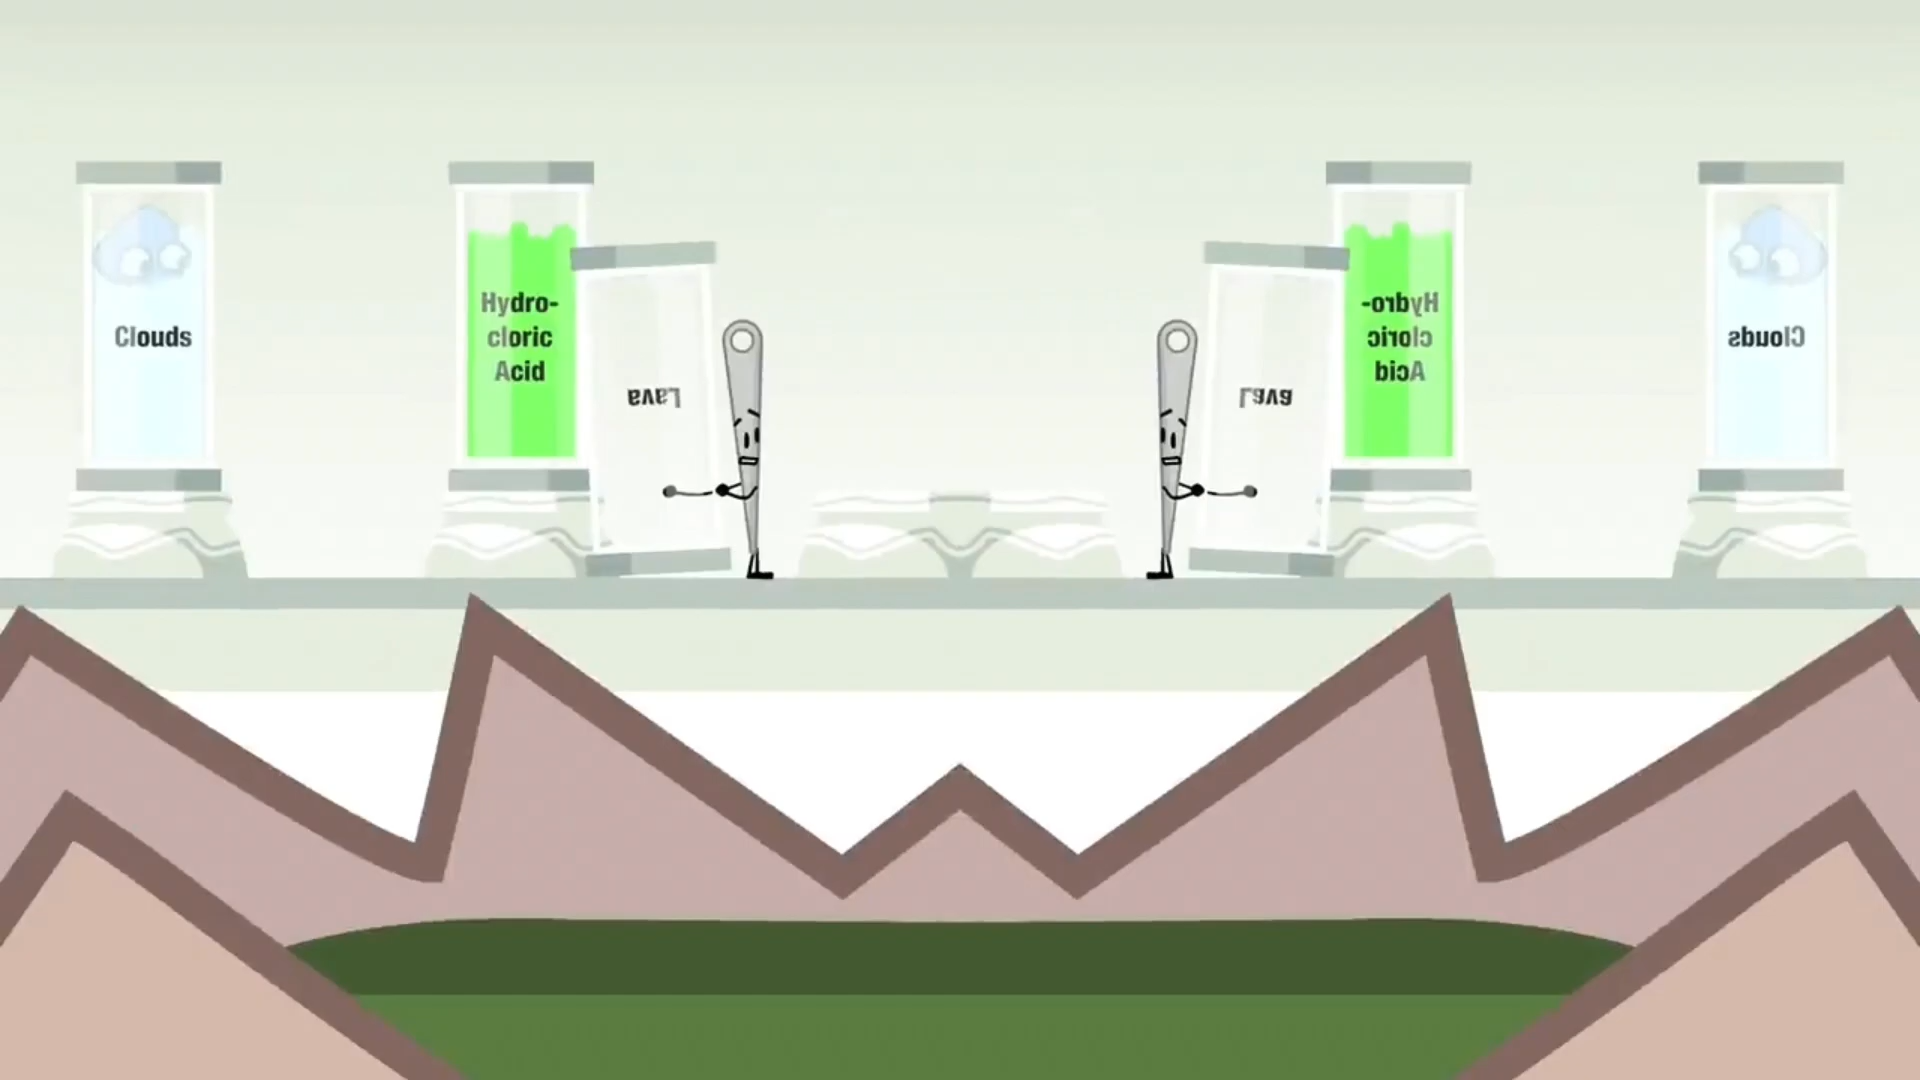 Clouds
Hydro-
cloric
Acid
Lava
Lava
Hydro-
cloric
Acid
Clouds